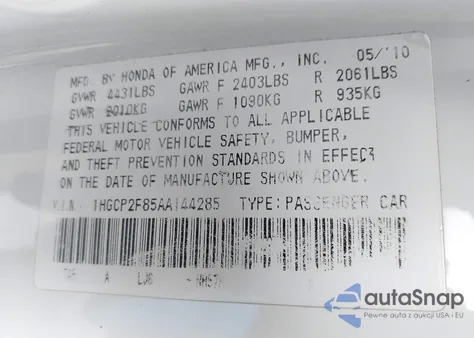 MFD. BY HONDA OF AMERICA MFG., INC. 05/'10
GVWR 4431LBS GAWR F 2403LBS R 2061LBS
GVWR 2010KG GAWR F 1090KG R 935KG
THIS VEHICLE CONFORMS TO ALL APPLICABLE
FEDERAL MOTOR VEHICLE SAFETY, BUMPER,
AND THEFT PREVENTION STANDARDS IN EFFECT
ON THE DATE OF MANUFACTURE SHOWN ABOVE.
V.I.N.: 1HGCP2F85AA144285 TYPE: PASSENGER CAR
A
autoSnap
Pewne auta z aukcji USA i EU